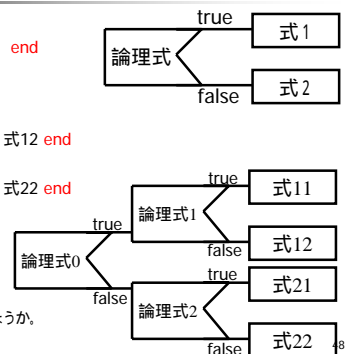 true
式1
end
論理式
false
式2
式12 end
式22 end
true
式11
論理式1
true
false
式12
論理式0
true
式21
false
論理式2
ょうか。
false
式22
48